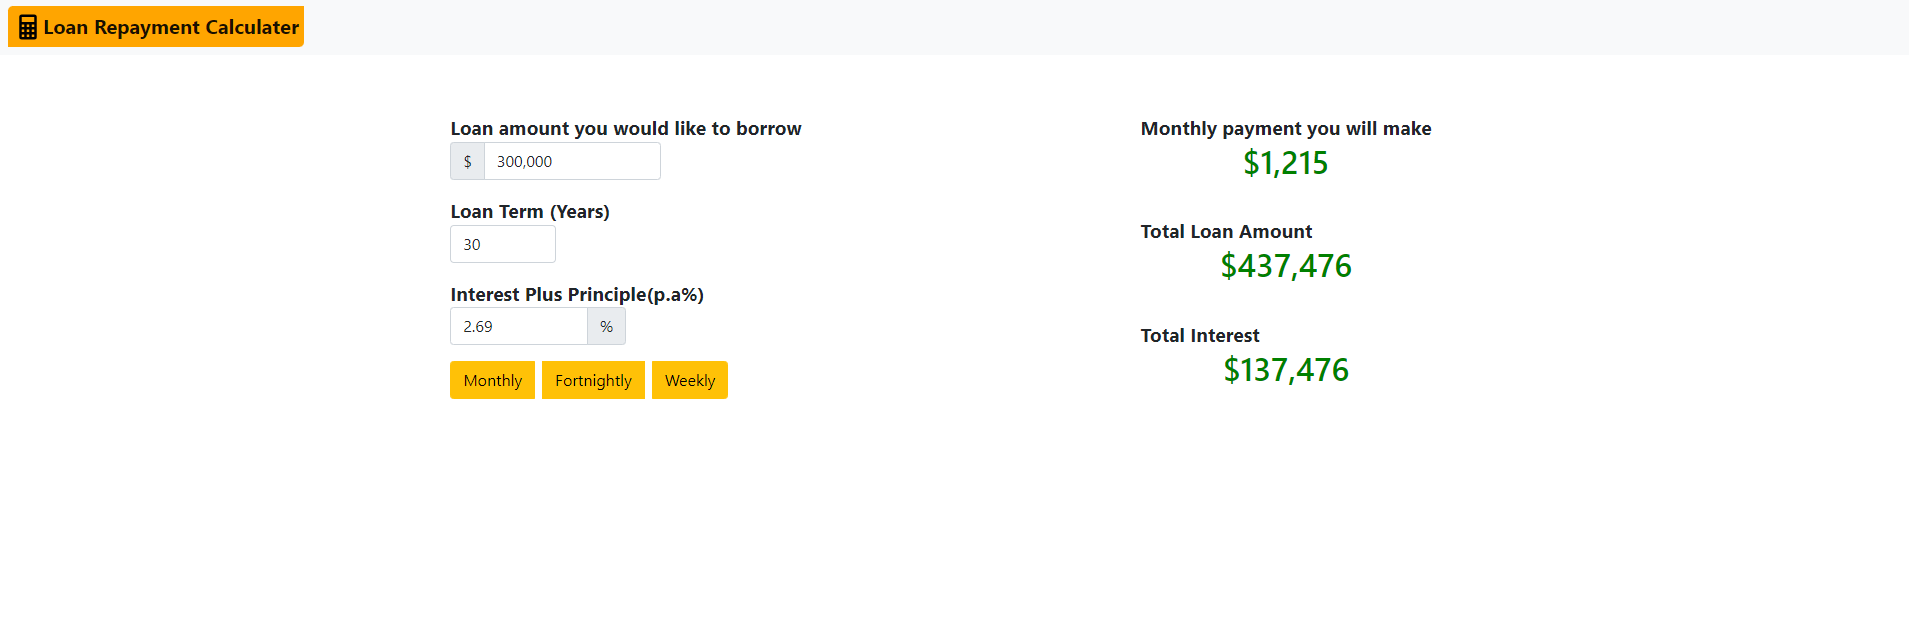 Loan Repayment Calculater
Loan amount you would like to borrow
$ 300,000
Loan Term (Years)
30
Interest Plus Principle(p.a%)
2.69 %
Monthly Fortnightly Weekly
Monthly payment you will make
$1,215
Total Loan Amount
$437,476
Total Interest
$137,476